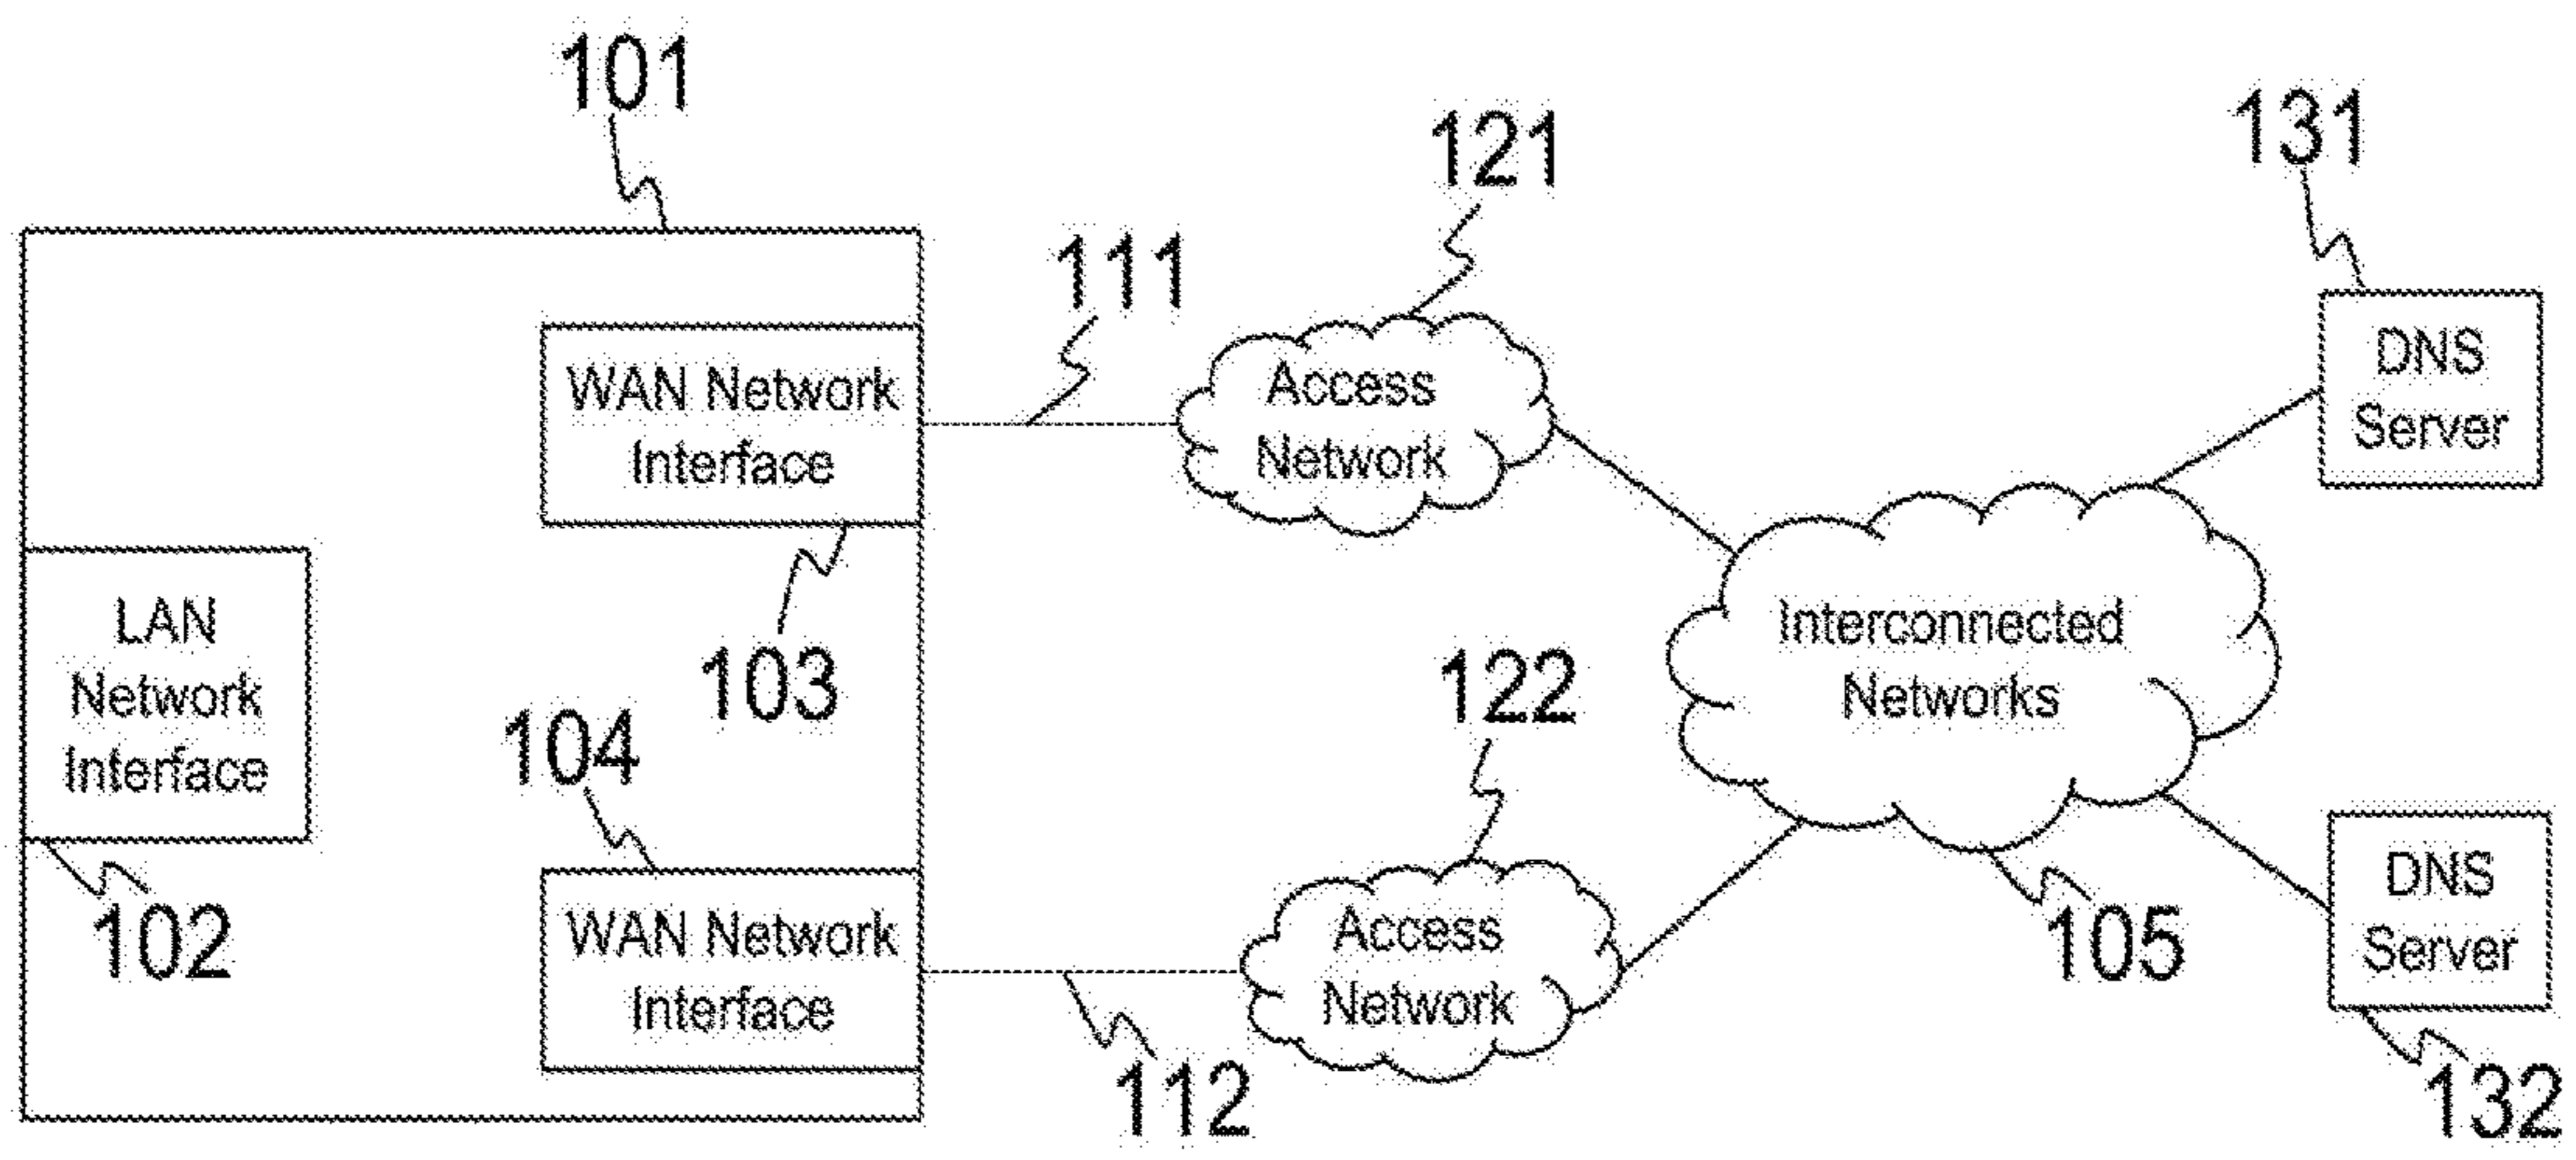 101
121
131
111
WAN Network
Interface
103
Access
Network
DNS
Server
LAN
Network
Interface
102
Interconnected
Networks
105
104
WAN Network
Interface
112
122
Access
Network
DNS
Server
132